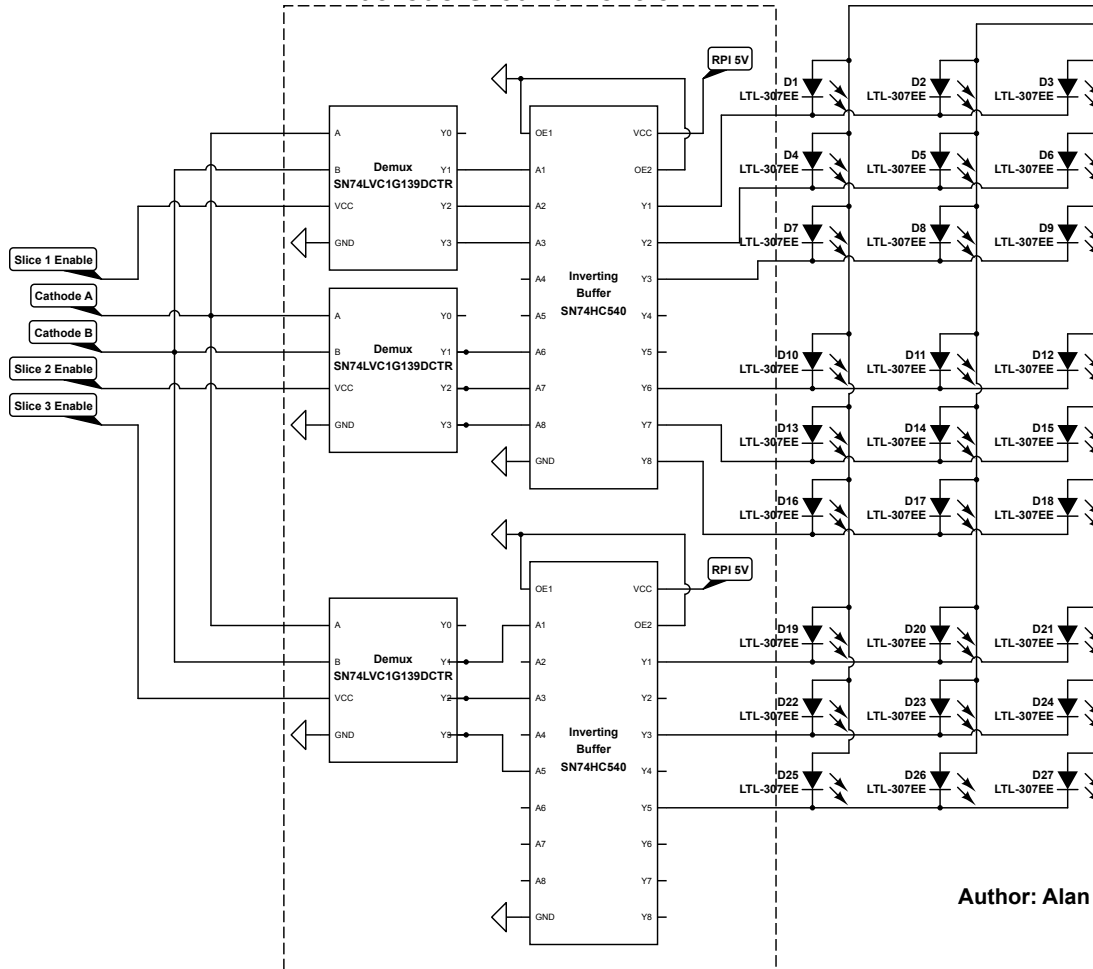 RPI 5V
D1
LTL-307EE
D2
LTL-307EE
D3
LTL-307EE
A
Y0
B
Demux
Y1
SN74LVC1G139DCTR
VCC
Y2
GND
Y3
OE1
VCC
OE2
A1
A2
Y1
A3
Y2
A4
Inverting
Buffer
SN74HC540
Y3
A5
Y4
A6
Y5
A7
Y6
A8
Y7
GND
Y8
D4
LTL-307EE
D5
LTL-307EE
D6
LTL-307EE
D7
LTL-307EE
D8
LTL-307EE
D9
LTL-307EE
Slice 1 Enable
Cathode A
Cathode B
Slice 2 Enable
Slice 3 Enable
A
Y0
B
Demux
Y1
SN74LVC1G139DCTR
VCC
Y2
GND
Y3
D10
LTL-307EE
D11
LTL-307EE
D12
LTL-307EE
D13
LTL-307EE
D14
LTL-307EE
D15
LTL-307EE
D16
LTL-307EE
D17
LTL-307EE
D18
LTL-307EE
RPI 5V
A
Y0
B
Demux
Y1
SN74LVC1G139DCTR
VCC
Y2
GND
Y3
OE1
VCC
OE2
A1
A2
Y1
A3
Y2
A4
Inverting
Buffer
SN74HC540
Y3
A5
Y4
A6
Y5
A7
Y6
A8
Y7
GND
Y8
D19
LTL-307EE
D20
LTL-307EE
D21
LTL-307EE
D22
LTL-307EE
D23
LTL-307EE
D24
LTL-307EE
D25
LTL-307EE
D26
LTL-307EE
D27
LTL-307EE
Author: Alan